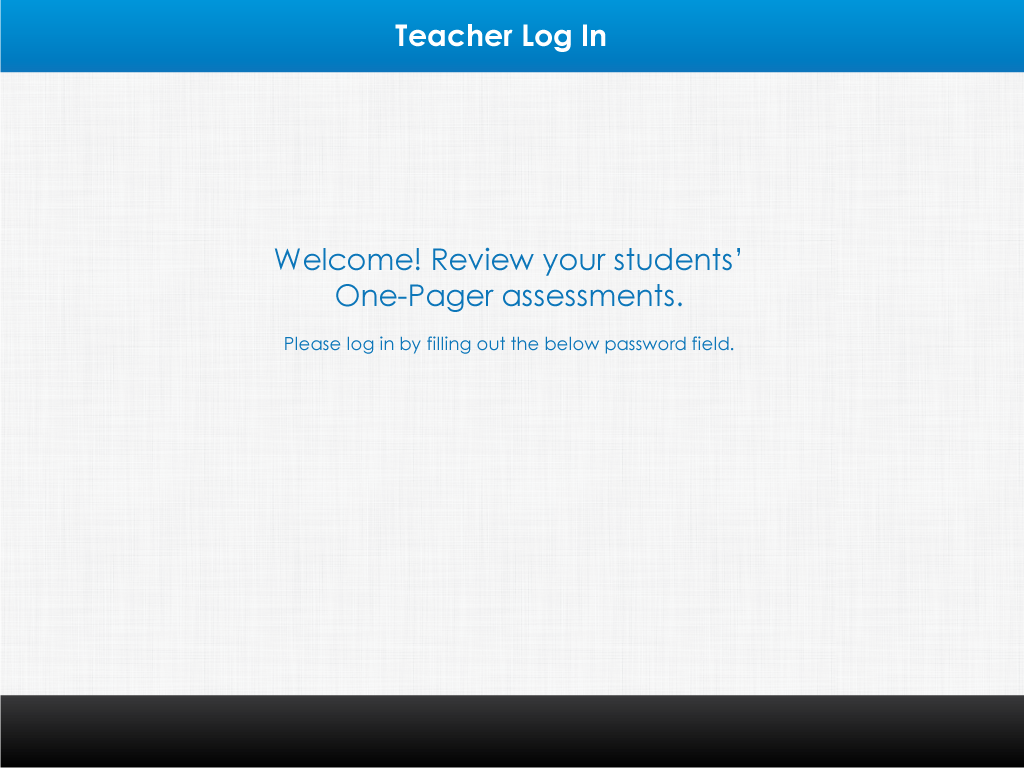 Teacher Log In
Welcome! Review your students’
One-Pager assessments.
Please log in by filling out the below password field.